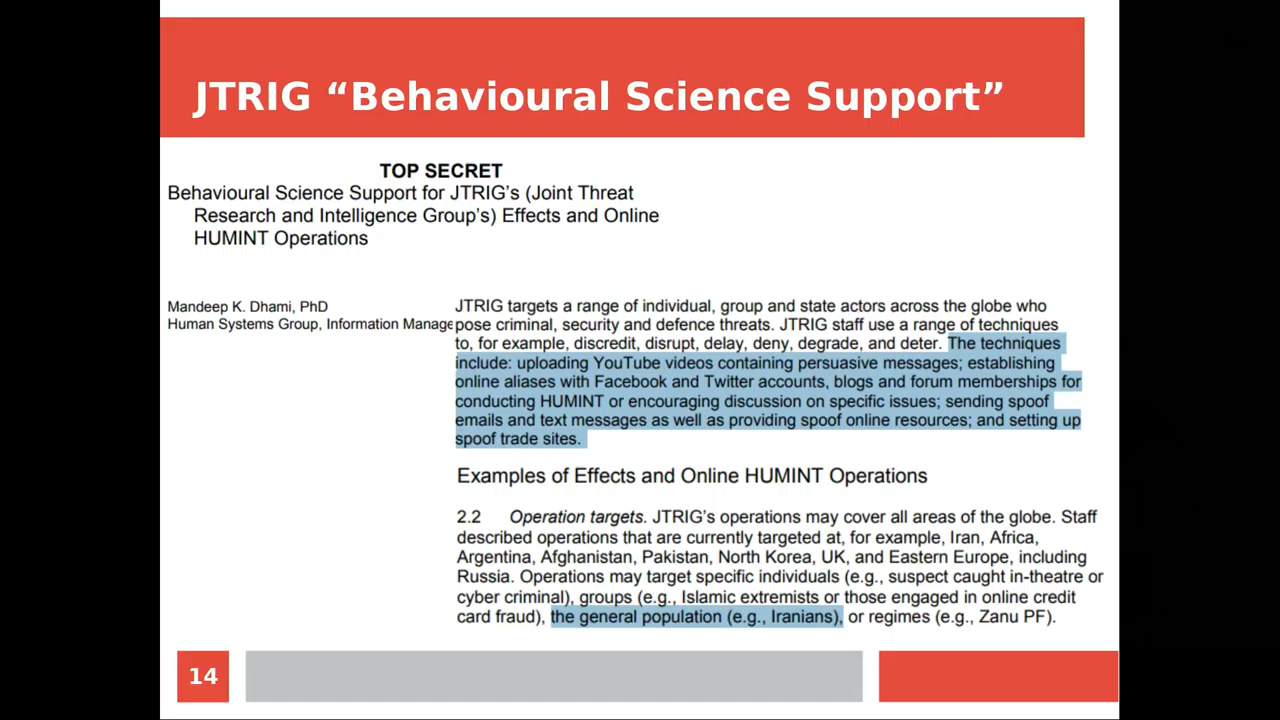 JTRIG “Behavioural Science Support”
TOP SECRET
Behavioural Science Support for JTRIG’s (Joint Threat
Research and Intelligence Group’s) Effects and Online
HUMINT Operations
Mandeep K. Dhami, PhD
Human Systems Group, Information Manage
JTRIG targets a range of individual, group and state actors across the globe who
pose criminal, security and defence threats. JTRIG staff use a range of techniques
to, for example, discredit, disrupt, delay, deny, degrade, and deter. The techniques
include: uploading YouTube videos containing persuasive messages; establishing
online aliases with Facebook and Twitter accounts, blogs and forum memberships for
conducting HUMINT or encouraging discussion on specific issues; sending spoof
emails and text messages as well as providing spoof online resources; and setting up
spoof trade sites.
Examples of Effects and Online HUMINT Operations
2.2 Operation targets. JTRIG’s operations may cover all areas of the globe. Staff
described operations that are currently targeted at, for example, Iran, Africa,
Argentina, Afghanistan, Pakistan, North Korea, UK, and Eastern Europe, including
Russia. Operations may target specific individuals (e.g., suspect caught in-theatre or
cyber criminal), groups (e.g., Islamic extremists or those engaged in online credit
card fraud), the general population (e.g., Iranians), or regimes (e.g., Zanu PF).
14